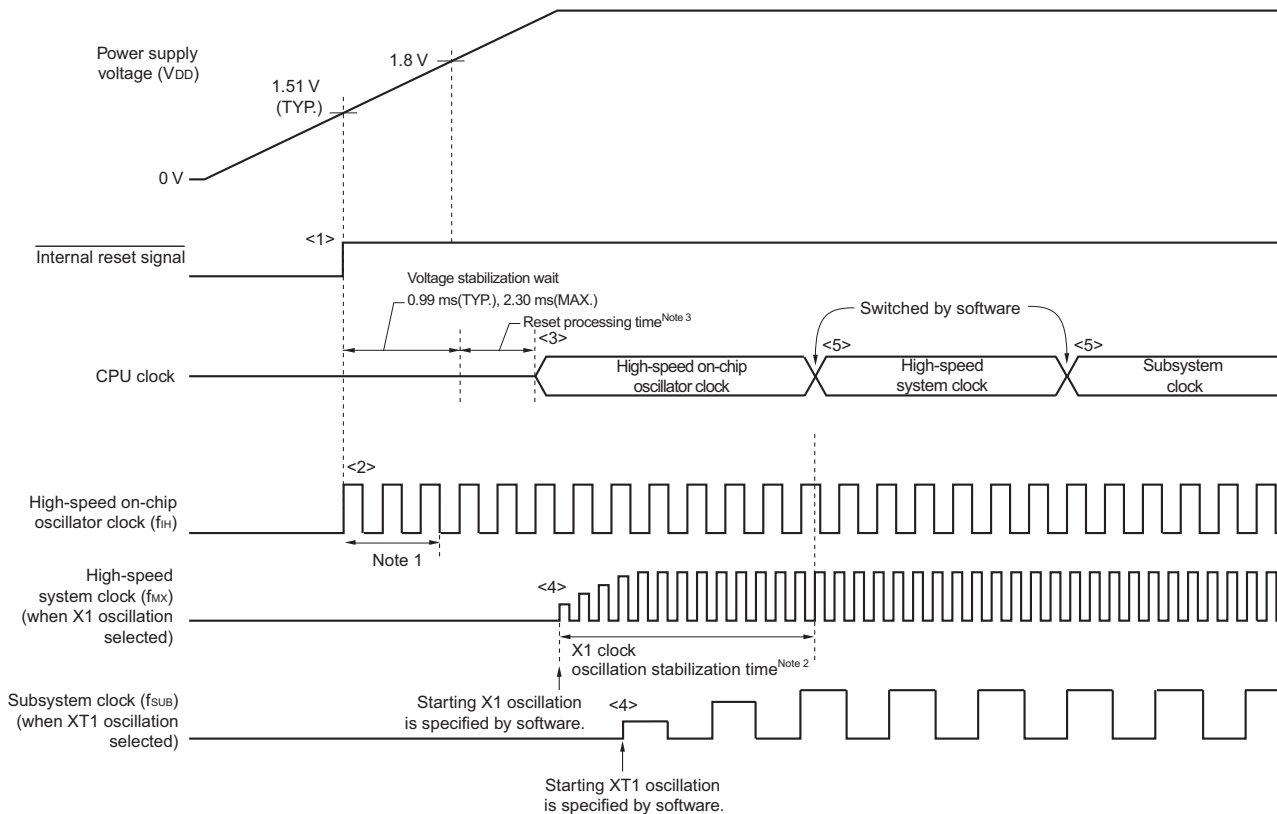 Power supply
voltage (VDD)
1.8 V
1.51 V
(TYP.)
0 V
Internal reset signal
<1>
Voltage stabilization wait
0.99 ms(TYP.), 2.30 ms(MAX.)
Reset processing timeNote 3
Switched by software
<3>
<5>
<5>
CPU clock
High-speed on-chip
oscillator clock
High-speed
system clock
Subsystem
clock
<2>
High-speed on-chip
oscillator clock (fIH)
Note 1
High-speed
system clock (fMX)
(when X1 oscillation
selected)
<4>
X1 clock
oscillation stabilization timeNote 2
Starting X1 oscillation
is specified by software.
Subsystem clock (fSUB)
(when XT1 oscillation
selected)
<4>
Starting XT1 oscillation
is specified by software.